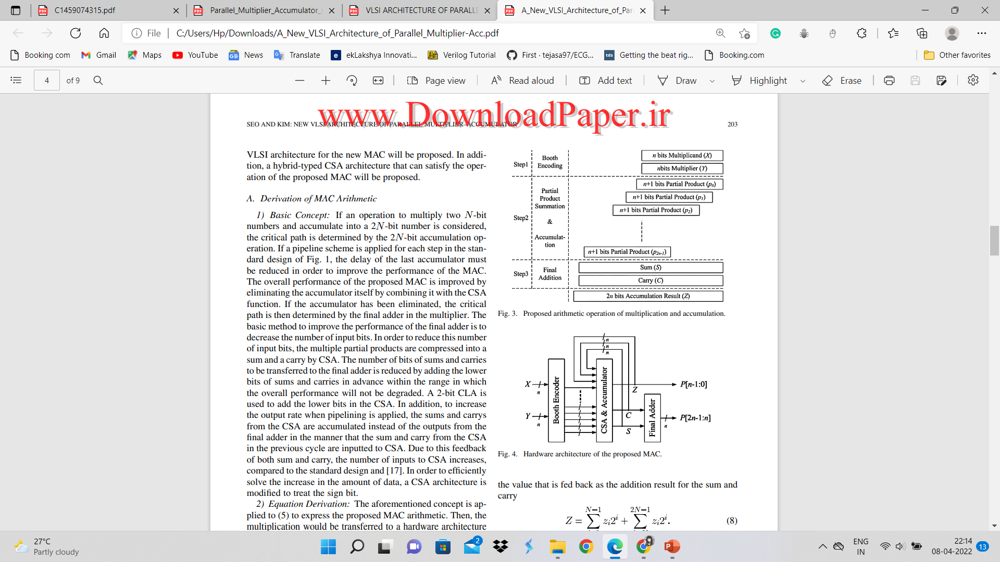 C1459074315.pdf
Parallel_Multiplier_Accumulator_
VLSI ARCHITECTURE OF PARALLE
A_New_VLSI_Architecture_of_Par
File
C:/Users/Hp/Downloads/A_New_VLSI_Architecture_of_Parallel_Multiplier-Acc.pdf
Booking com
Gmail
Maps
YouTube
News
Translate
ekLakshya Innovati...
Verilog Tutorial
First · tejasa97/ECG...
tds
Getting the beat rig...
Booking.com
Other favorites
4 of 9
Page view
Read aloud
Add text
Draw
Highlight
Erase
www.DownloadPaper.ir
SEO AND KIM: NEW VLSI ARCHITECTURE OF PARALLEL MULTIPLIER–ACCUMULATOR
203
VLSI architecture for the new MAC will be proposed. In addi-
tion, a hybrid-typed CSA architecture that can satisfy the oper-
ation of the proposed MAC will be proposed.
A. Derivation of MAC Arithmetic
1) Basic Concept: If an operation to multiply two N-bit
numbers and accumulate into a 2N-bit number is considered,
the critical path is determined by the 2N-bit accumulation op-
eration. If a pipeline scheme is applied for each step in the stan-
dard design of Fig. 1, the delay of the last accumulator must
be reduced in order to improve the performance of the MAC.
The overall performance of the proposed MAC is improved by
eliminating the accumulator itself by combining it with the CSA
function. If the accumulator has been eliminated, the critical
path is then determined by the final adder in the multiplier. The
basic method to improve the performance of the final adder is to
decrease the number of input bits. In order to reduce this number
of input bits, the multiple partial products are compressed into a
sum and a carry by CSA. The number of bits of sums and carries
to be transferred to the final adder is reduced by adding the lower
bits of sums and carries in advance within the range in which
the overall performance will not be degraded. A 2-bit CLA is
used to add the lower bits in the CSA. In addition, to increase
the output rate when pipelining is applied, the sums and carrys
from the CSA are accumulated instead of the outputs from the
final adder in the manner that the sum and carry from the CSA
in the previous cycle are inputted to CSA. Due to this feedback
of both sum and carry, the number of inputs to CSA increases,
compared to the standard design and [17]. In order to efficiently
solve the increase in the amount of data, a CSA architecture is
modified to treat the sign bit.
2) Equation Derivation: The aforementioned concept is ap-
plied to (5) to express the proposed MAC arithmetic. Then, the
multiplication would be transferred to a hardware architecture
Step1
Booth
Encoding
n bits Multiplicand (X)
nbits Multiplier (Y)
Step2
Partial
Product
Summation
&
Accumulat-
tion
n+1 bits Partial Product (p0)
n+1 bits Partial Product (p1)
n+1 bits Partial Product (p2)
n+1 bits Partial Product (p2n-1)
Step3
Final
Addition
Sum (S)
Carry (C)
2n bits Accumulation Result (Z)
Fig. 3. Proposed arithmetic operation of multiplication and accumulation.
n
n
n
X
n
Y
n
Booth Encoder
CSA & Accumulator
Z
C
S
Final Adder
n
P[n-1:0]
P[2n-1:n]
Fig. 4. Hardware architecture of the proposed MAC.
the value that is fed back as the addition result for the sum and
carry
N−1 2N−1
Z = ∑ zi2^i + ∑ zi2^i. (8)
27°C
Partly cloudy
2
ENG
IN
22:14
08-04-2022
13